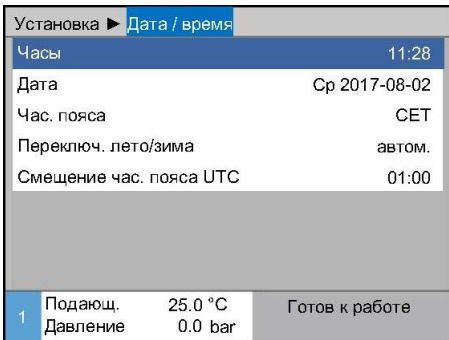 Установка ► Дата / время
Часы 11:28
Дата Ср 2017-08-02
Час. пояса CET
Переключ. лето/зима автом.
Смещение час. пояса UTC 01:00
1 Подающ. 25.0 °C Готов к работе
Давление 0.0 bar